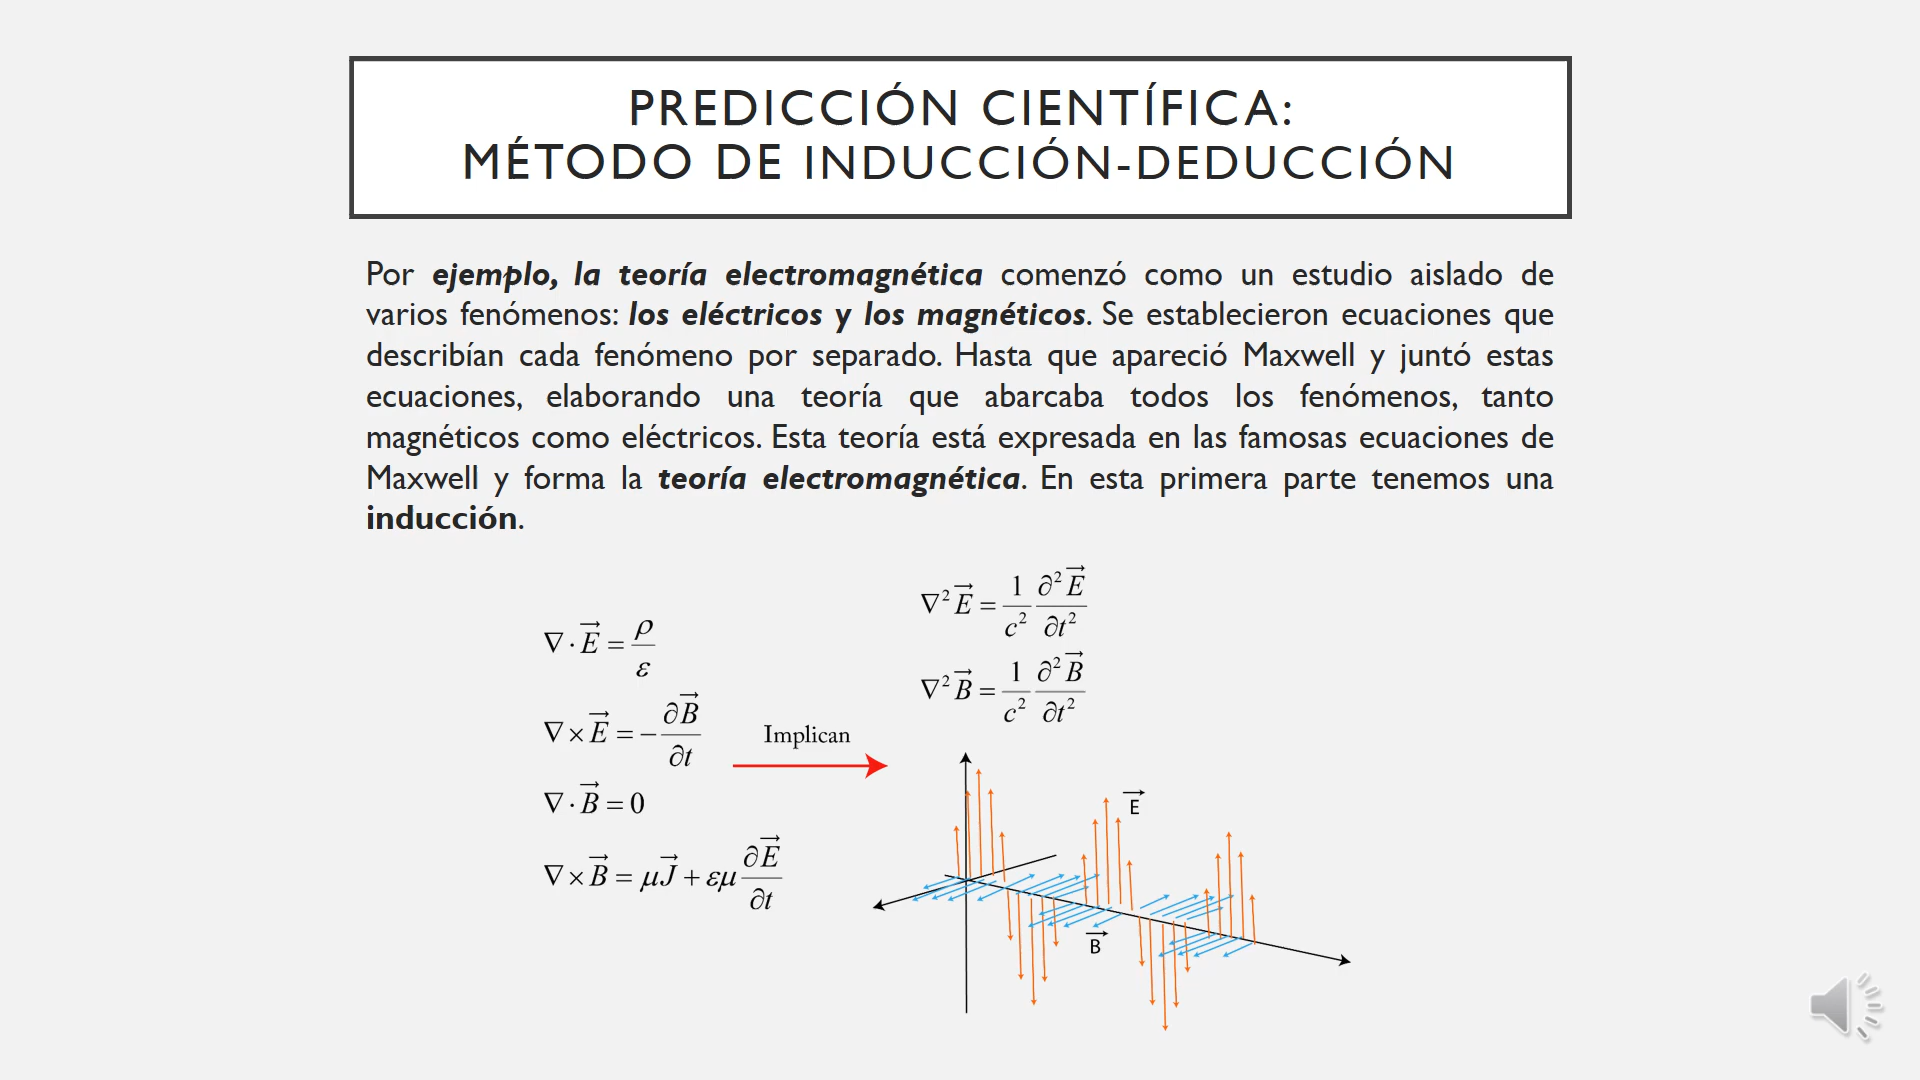 PREDICCIÓN CIENTÍFICA:
MÉTODO DE INDUCCIÓN-DEDUCCIÓN
Por ejemplo, la teoría electromagnética comenzó como un estudio aislado de
varios fenómenos: los eléctricos y los magnéticos. Se establecieron ecuaciones que
describían cada fenómeno por separado. Hasta que apareció Maxwell y juntó estas
ecuaciones, elaborando una teoría que abarcaba todos los fenómenos, tanto
magnéticos como eléctricos. Esta teoría está expresada en las famosas ecuaciones de
Maxwell y forma la teoría electromagnética. En esta primera parte tenemos una
inducción.
∇ · E⃗ = ρ/ε
∇ × E⃗ = −∂B⃗/∂t
∇ · B⃗ = 0
∇ × B⃗ = μJ⃗ + εμ ∂E⃗/∂t
Implican
∇² E⃗ = 1/c² ∂²E⃗/∂t²
∇² B⃗ = 1/c² ∂²B⃗/∂t²
E⃗
B⃗